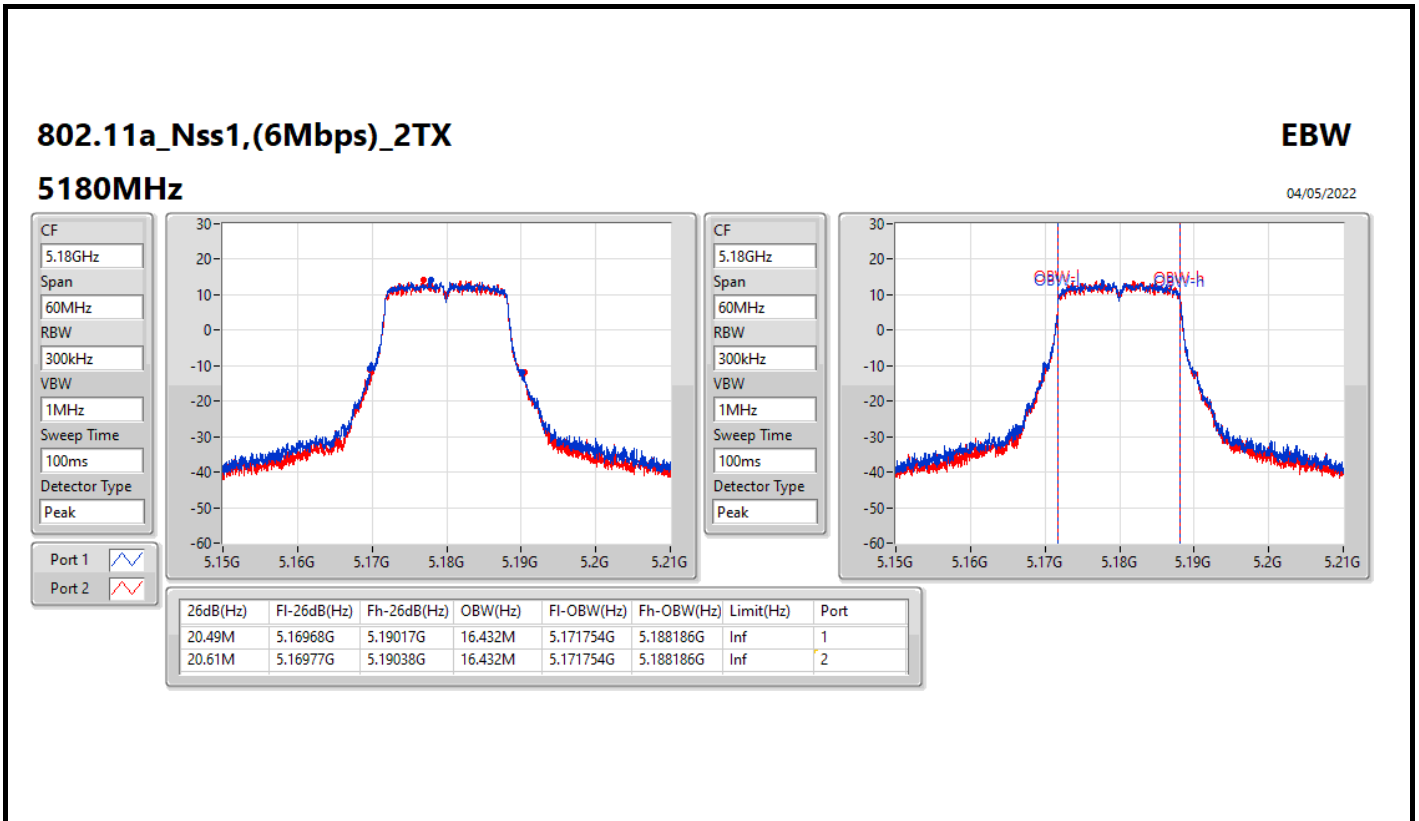 802.11a_Nss1,(6Mbps)_2TX
EBW
5180MHz
04/05/2022
CF
5.18GHz
Span
60MHz
RBW
300kHz
VBW
1MHz
Sweep Time
100ms
Detector Type
Peak
Port 1
Port 2
30
20
10
0
-10
-20
-30
-40
-50
-60
5.15G 5.16G 5.17G 5.18G 5.19G 5.2G 5.21G
CF
5.18GHz
Span
60MHz
RBW
300kHz
VBW
1MHz
Sweep Time
100ms
Detector Type
Peak
30
20
10
0
-10
-20
-30
-40
-50
-60
OBW-l OBW-h
5.15G 5.16G 5.17G 5.18G 5.19G 5.2G 5.21G
26dB(Hz) Fl-26dB(Hz) Fh-26dB(Hz) OBW(Hz) Fl-OBW(Hz) Fh-OBW(Hz) Limit(Hz) Port
20.49M 5.16968G 5.19017G 16.432M 5.171754G 5.188186G Inf 1
20.61M 5.16977G 5.19038G 16.432M 5.171754G 5.188186G Inf 2